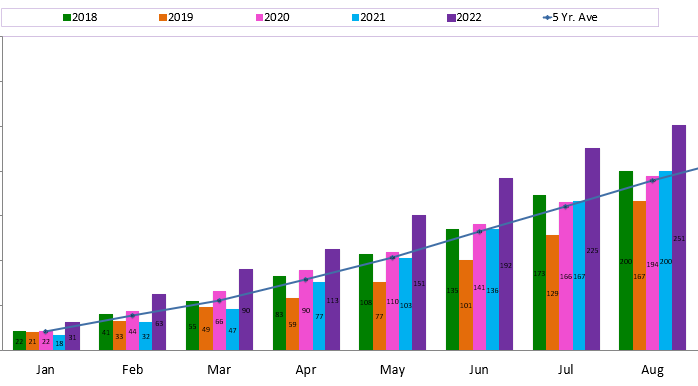 2018 2019 2020 2021 2022 5 Yr. Ave
22 21 22 18 31 41 33 44 32 63 55 49 66 47 90 83 59 90 77 113 108 77 110 103 151 135 101 141 136 192 173 129 166 167 225 200 167 194 200 251
Jan Feb Mar Apr May Jun Jul Aug